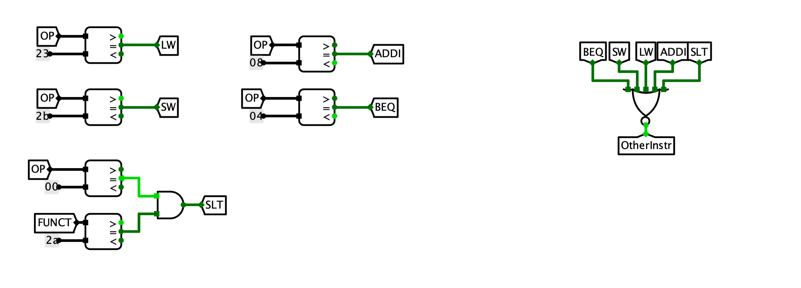 OP > = < LW
23
OP > = < ADDI
08
OP > = < SW
2b
OP > = < BEQ
04
OP > = <
00
SLT
FUNCT > = <
2a
BEQ SW LW ADDI SLT
OtherInstr